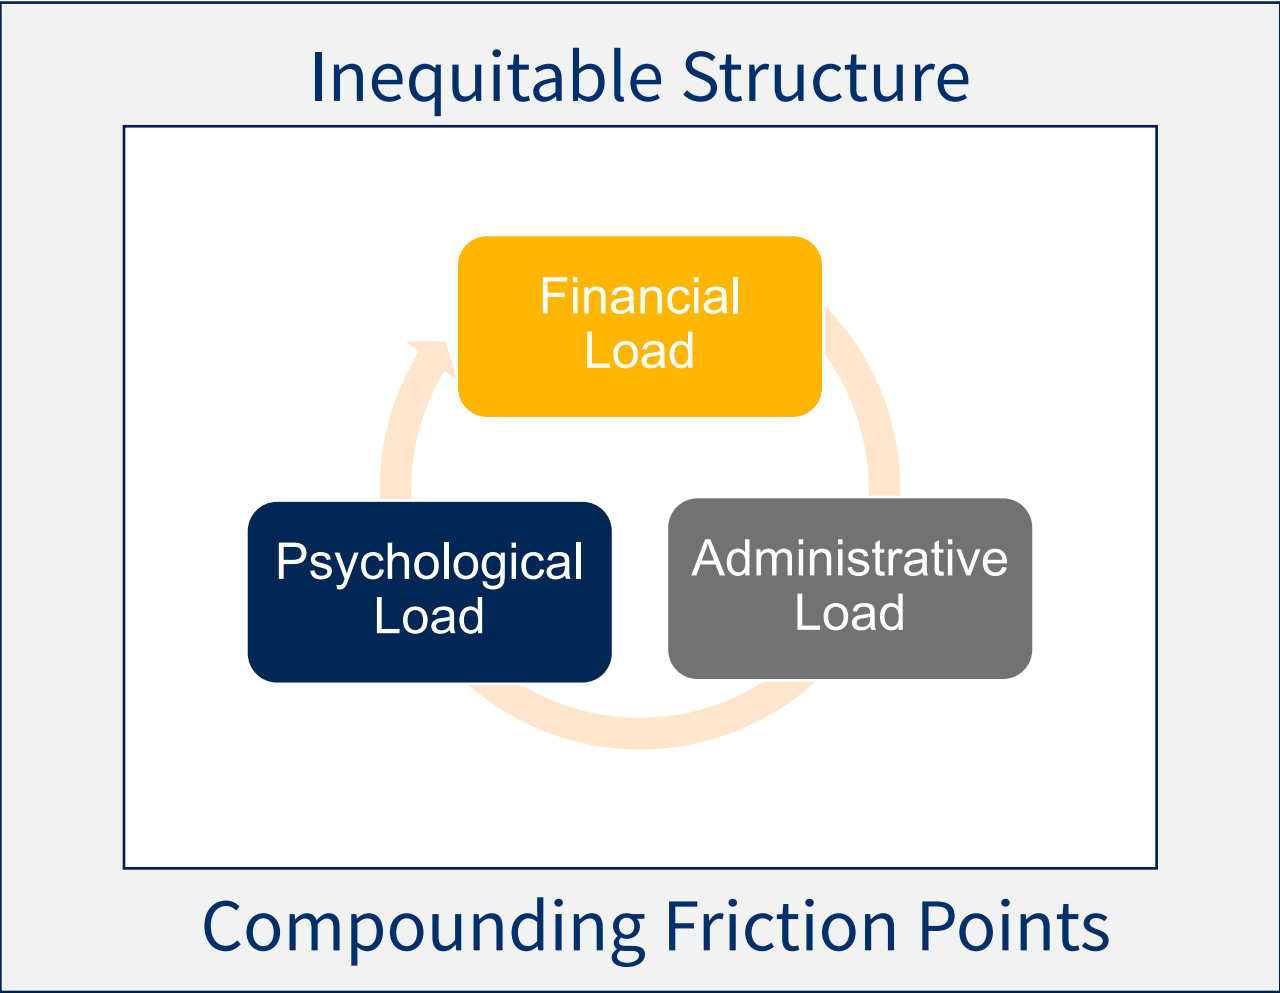 Inequitable Structure
Financial
Load
Psychological
Load
Administrative
Load
Compounding Friction Points